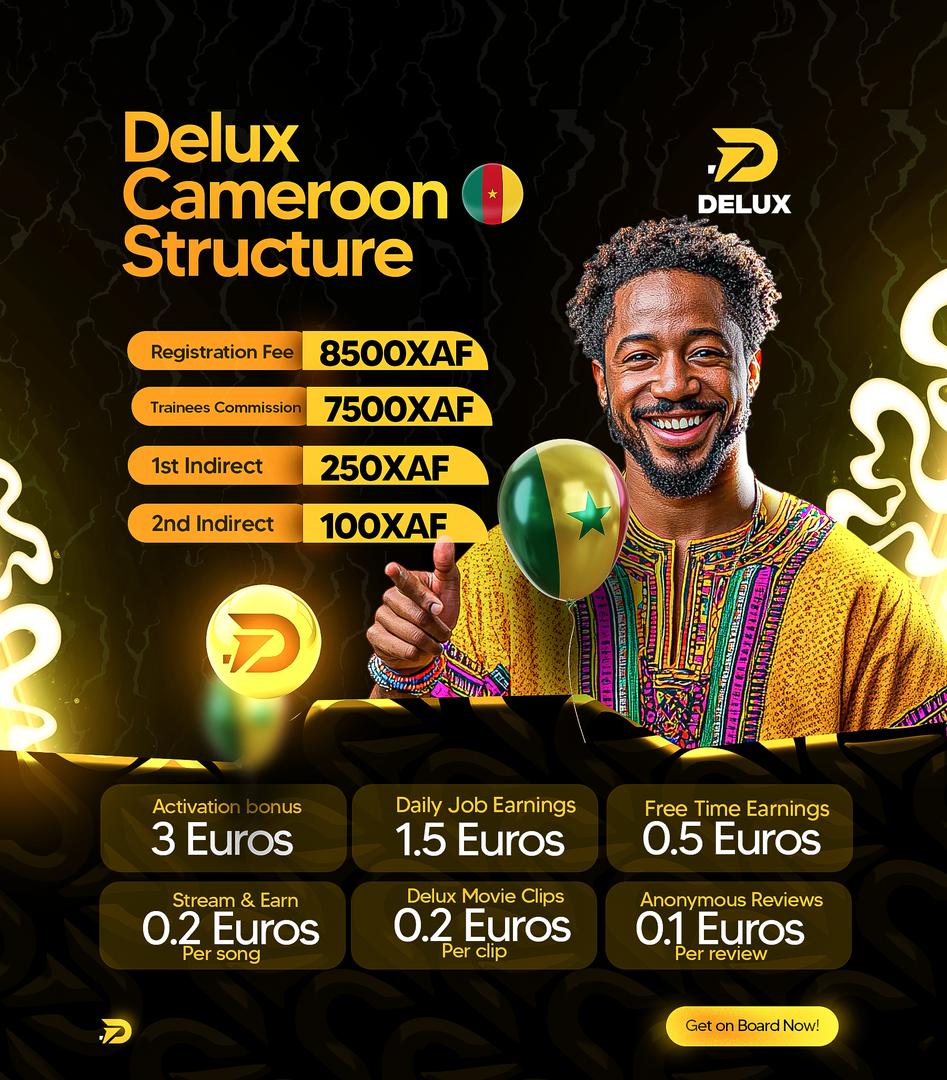 Delux
Cameroon
Structure
DELUX
Registration Fee 8500XAF
Trainees Commission 7500XAF
1st Indirect 250XAF
2nd Indirect 100XAF
Activation bonus
3 Euros
Daily Job Earnings
1.5 Euros
Free Time Earnings
0.5 Euros
Stream & Earn
0.2 Euros
Per song
Delux Movie Clips
0.2 Euros
Per clip
Anonymous Reviews
0.1 Euros
Per review
Get on Board Now!